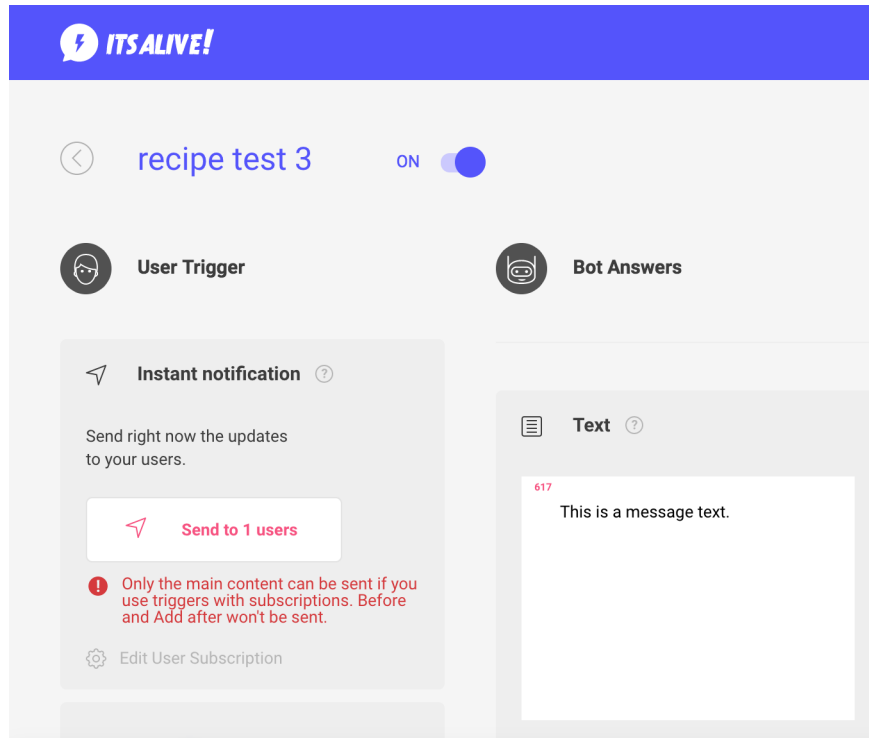 ITS ALIVE!
recipe test 3
ON
User Trigger
Instant notification ?
Send right now the updates
to your users.
Send to 1 users
! Only the main content can be sent if you
use triggers with subscriptions. Before
and Add after won't be sent.
Edit User Subscription
Bot Answers
Text ?
617
This is a message text.